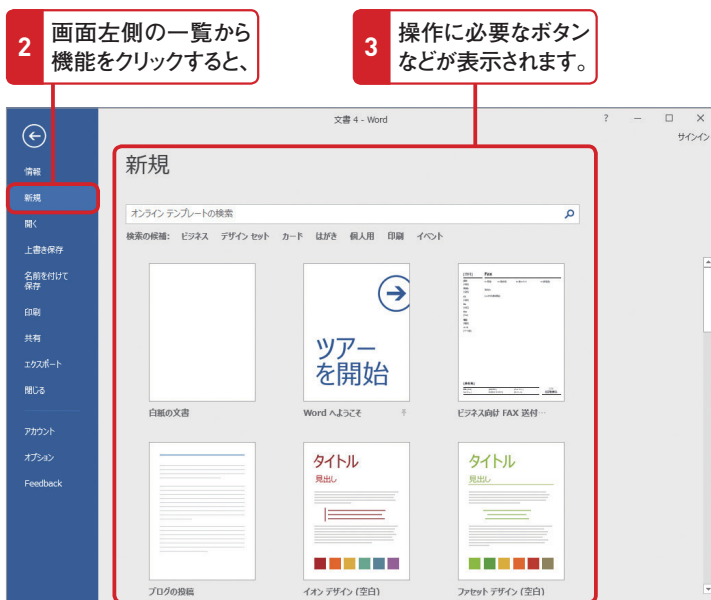 2
画面左側の一覧から
機能をクリックすると、
3
操作に必要なボタン
などが表示されます。
文書 4 - Word
?
サインイン
情報
新規
開く
上書き保存
名前を付けて
保存
印刷
共有
エクスポート
閉じる
アカウント
オプション
Feedback
新規
オンライン テンプレートの検索
検索の候補: ビジネス デザイン セット カード はがき 個人用 印刷 イベント
白紙の文書
ツアー
を開始
Word へようこそ
Fax
ビジネス向け FAX 送付…
ブログの投稿
タイトル
見出し
イオン デザイン (空白)
タイトル
見出し
ファセット デザイン (空白)